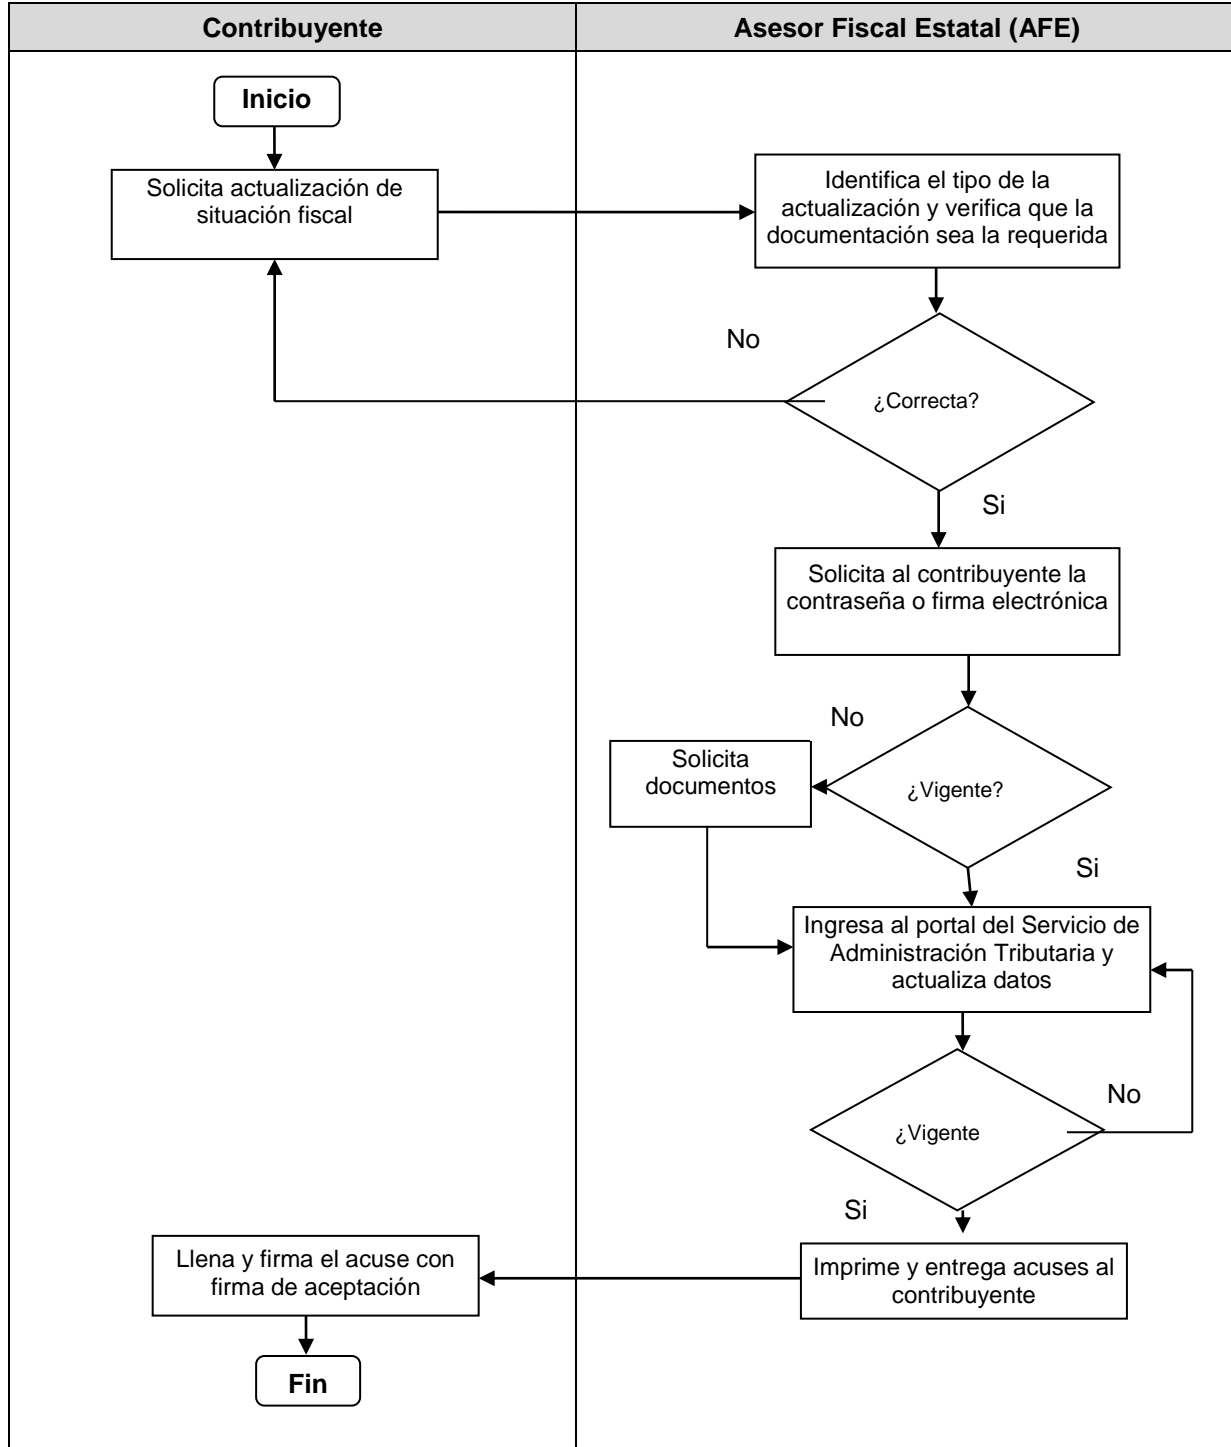 Contribuyente
Asesor Fiscal Estatal (AFE)
Inicio
Solicita actualización de
situación fiscal
Identifica el tipo de la
actualización y verifica que la
documentación sea la requerida
No
¿Correcta?
Si
Solicita al contribuyente la
contraseña o firma electrónica
No
Solicita
documentos
¿Vigente?
Si
Ingresa al portal del Servicio de
Administración Tributaria y
actualiza datos
No
¿Vigente
Si
Imprime y entrega acuses al
contribuyente
Llena y firma el acuse con
firma de aceptación
Fin